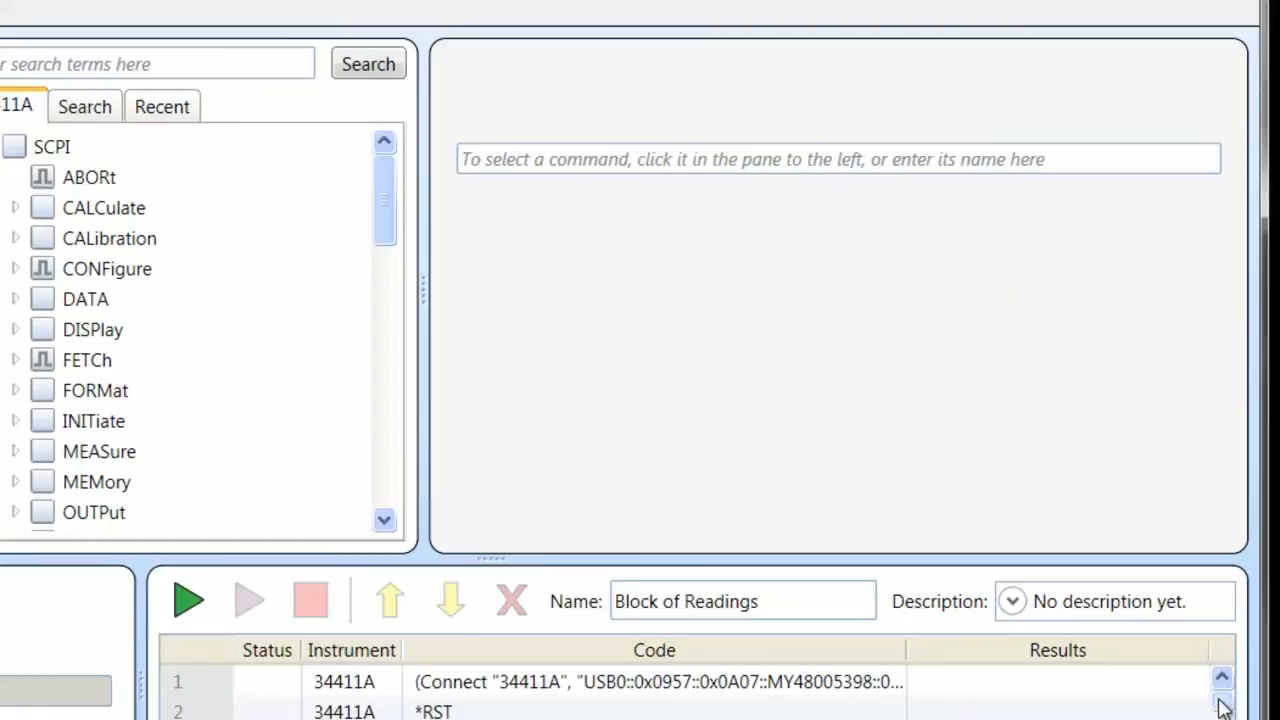 r search terms here
Search
11A
Search
Recent
SCPI
ABORt
CALCulate
CALibration
CONFigure
DATA
DISPlay
FETCh
FORMat
INITiate
MEASure
MEMory
OUTPut
To select a command, click it in the pane to the left, or enter its name here
Name: Block of Readings Description: No description yet.
Status Instrument Code Results
1 34411A (Connect "34411A", "USB0::0x0957::0x0A07::MY48005398::0...
2 34411A *RST